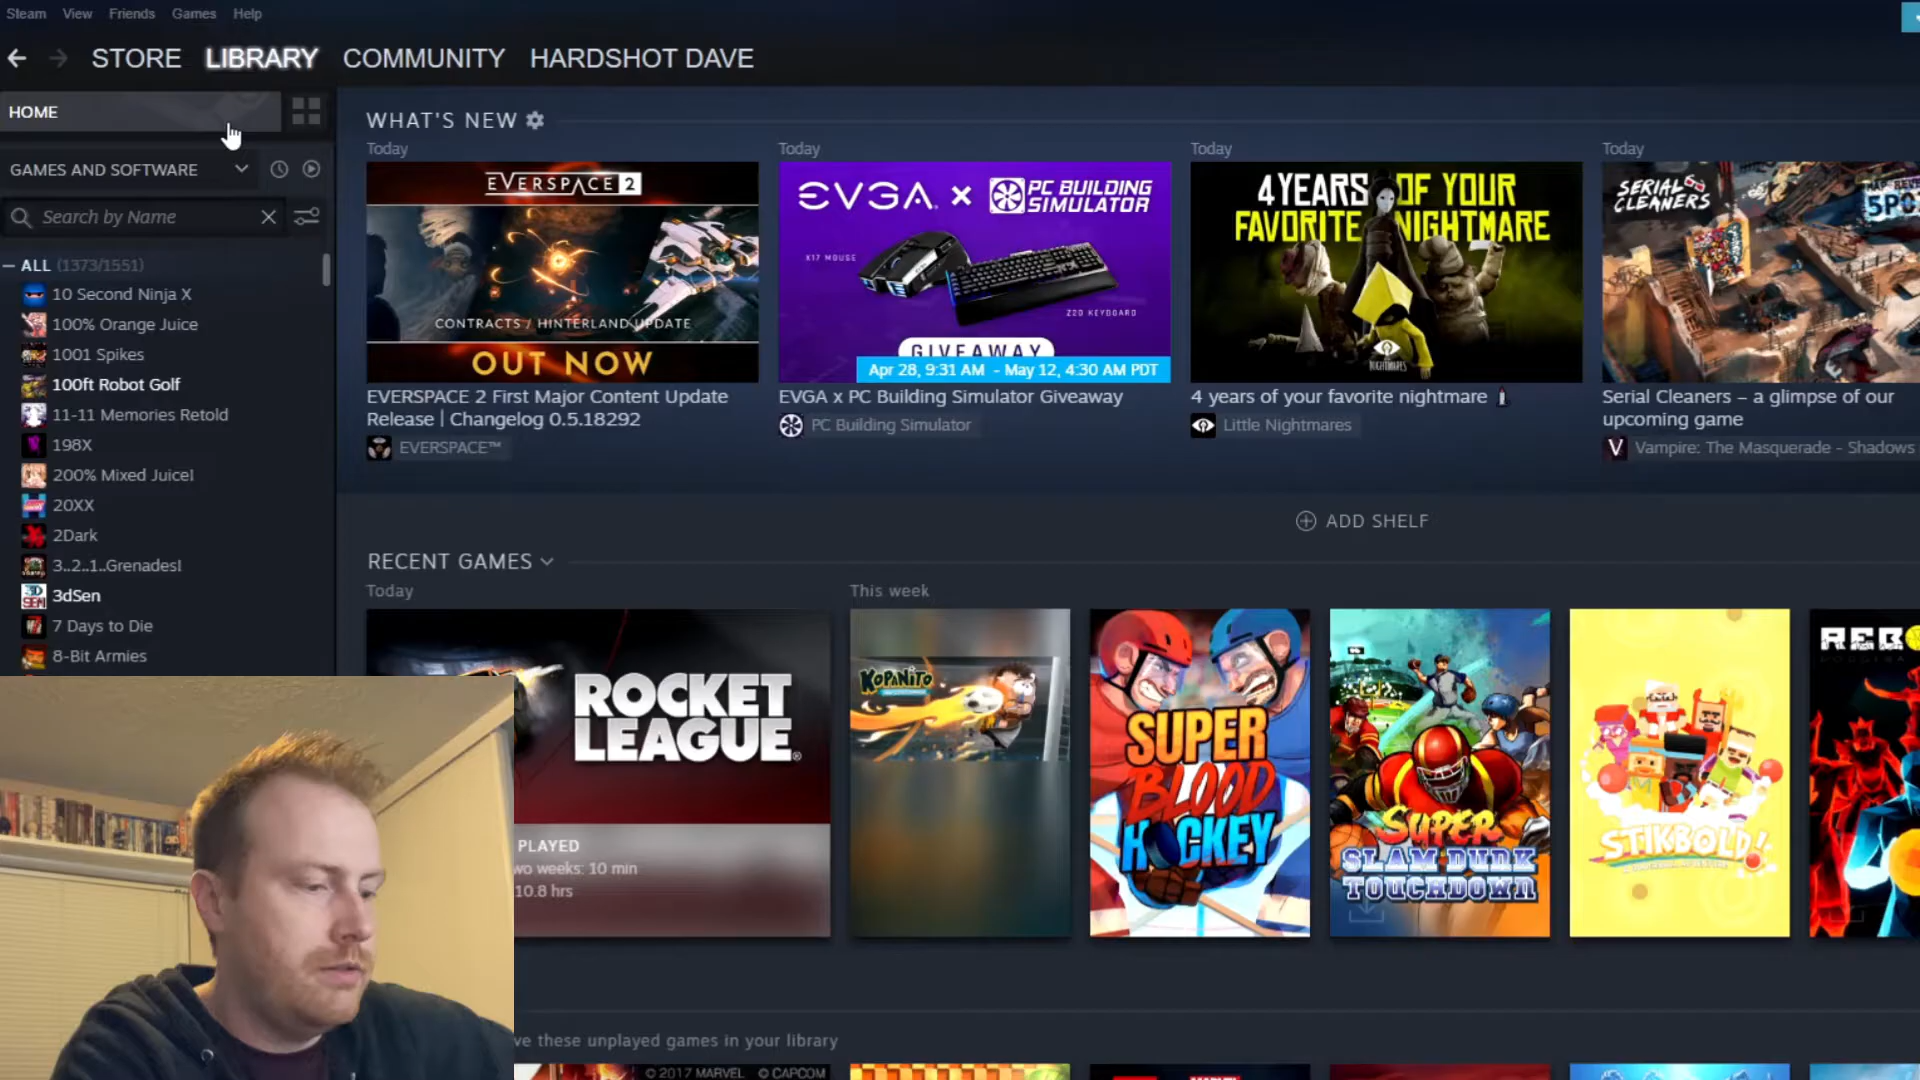 Steam View Friends Games Help
STORE LIBRARY COMMUNITY HARDSHOT DAVE
HOME
GAMES AND SOFTWARE
Search by Name
ALL (1373/1551)
10 Second Ninja X
100% Orange Juice
1001 Spikes
100ft Robot Golf
11-11 Memories Retold
198X
200% Mixed Juice!
20XX
2Dark
3..2..1..Grenades!
3dSen
7 Days to Die
8-Bit Armies
WHAT'S NEW
Today
EVERSPACE 2
CONTRACTS / HINTERLAND UPDATE
OUT NOW
EVERSPACE 2 First Major Content Update
Release | Changelog 0.5.18292
EVERSPACE™
Today
EVGA × PC BUILDING
SIMULATOR
X17 MOUSE
Z20 KEYBOARD
GIVEAWAY
Apr 28, 9:31 AM - May 12, 4:30 AM PDT
EVGA x PC Building Simulator Giveaway
PC Building Simulator
Today
4 YEARS OF YOUR
FAVORITE NIGHTMARE
NIGHTMARES
4 years of your favorite nightmare
Little Nightmares
Today
SERIAL
CLEANERS
Serial Cleaners – a glimpse of our
upcoming game
Vampire: The Masquerade - Shadows
ADD SHELF
RECENT GAMES
Today
This week
ROCKET
LEAGUE
PLAYED
wo weeks: 10 min
10.8 hrs
KOPANITO
SUPER
BLOOD
HOCKEY
SUPER
SLAM DUNK
TOUCHDOWN
STIKBOLD!
REBO
ve these unplayed games in your library
© 2017 MARVEL © CAPCOM